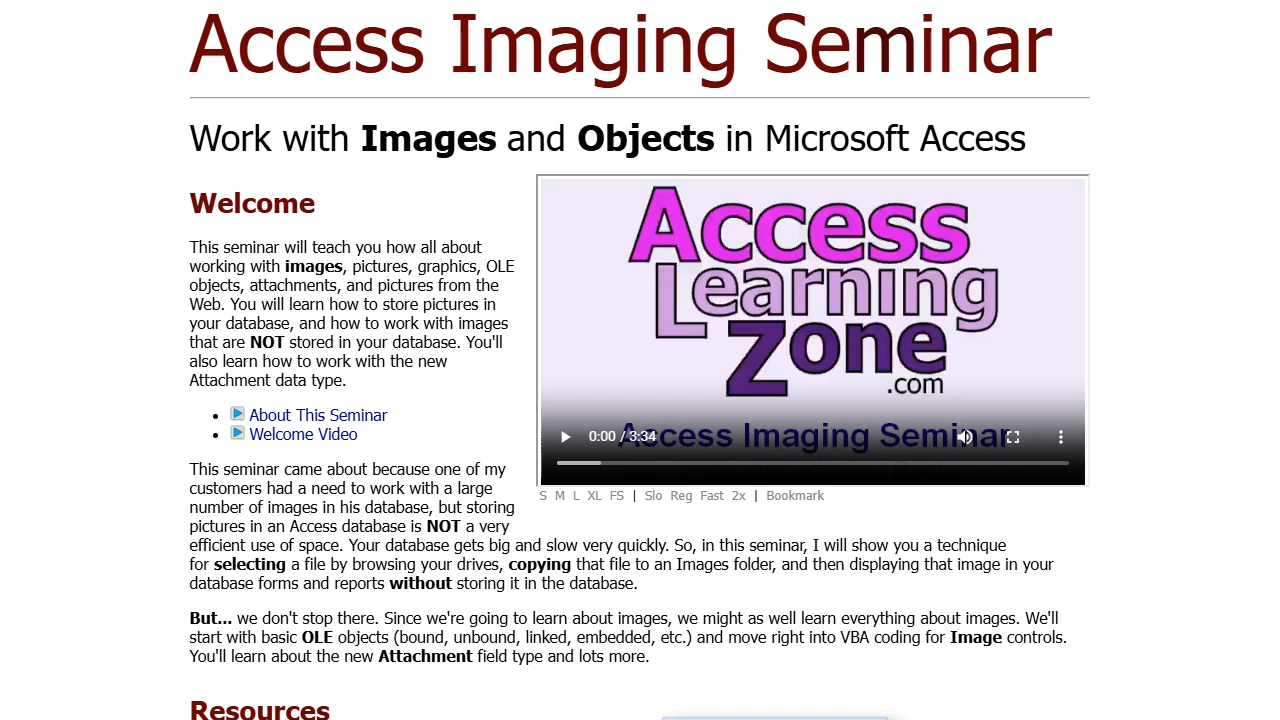 Access Imaging Seminar
Work with Images and Objects in Microsoft Access
Welcome
This seminar will teach you how all about
working with images, pictures, graphics, OLE
objects, attachments, and pictures from the
Web. You will learn how to store pictures in
your database, and how to work with images
that are NOT stored in your database. You'll
also learn how to work with the new
Attachment data type.
About This Seminar
Welcome Video
Access
Learning
Zone
.com
Access Imaging Seminar
0:00 / 3:34
S M L XL FS | Slo Reg Fast 2x | Bookmark
This seminar came about because one of my
customers had a need to work with a large
number of images in his database, but storing
pictures in an Access database is NOT a very
efficient use of space. Your database gets big and slow very quickly. So, in this seminar, I will show you a technique
for selecting a file by browsing your drives, copying that file to an Images folder, and then displaying that image in your
database forms and reports without storing it in the database.
But... we don't stop there. Since we're going to learn about images, we might as well learn everything about images. We'll
start with basic OLE objects (bound, unbound, linked, embedded, etc.) and move right into VBA coding for Image controls.
You'll learn about the new Attachment field type and lots more.
Resources